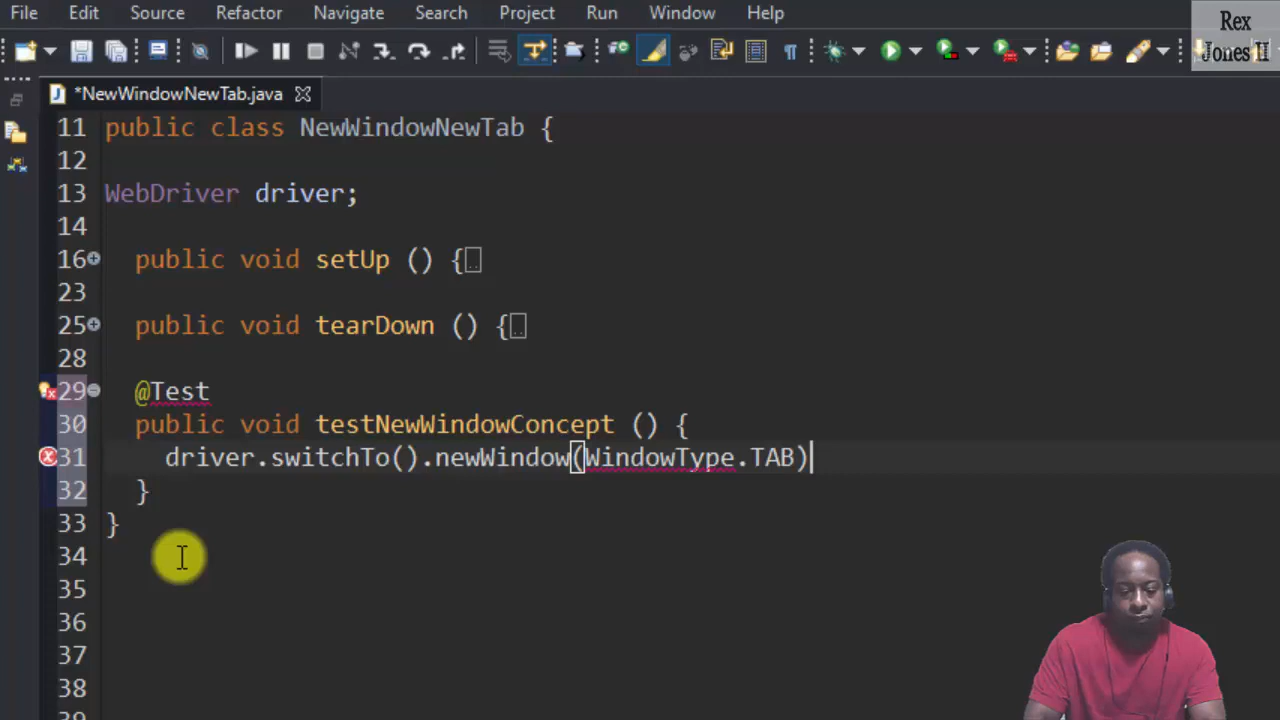 File Edit Source Refactor Navigate Search Project Run Window Help
Rex
Jones II
*NewWindowNewTab.java
11 public class NewWindowNewTab {
12
13 WebDriver driver;
14
16 public void setUp () {
23
25 public void tearDown () {
28
29 @Test
30 public void testNewWindowConcept () {
31 driver.switchTo().newWindow(WindowType.TAB)
32 }
33 }
34
35
36
37
38
39